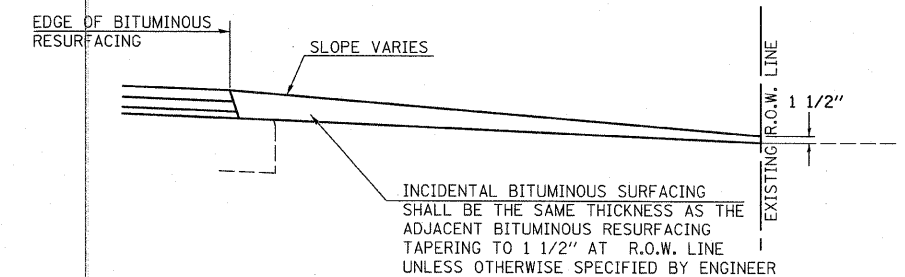 EDGE OF BITUMINOUS
RESURFACING
SLOPE VARIES
EXISTING R.O.W. LINE
1 1/2"
INCIDENTAL BITUMINOUS SURFACING
SHALL BE THE SAME THICKNESS AS THE
ADJACENT BITUMINOUS RESURFACING
TAPERING TO 1 1/2" AT R.O.W. LINE
UNLESS OTHERWISE SPECIFIED BY ENGINEER